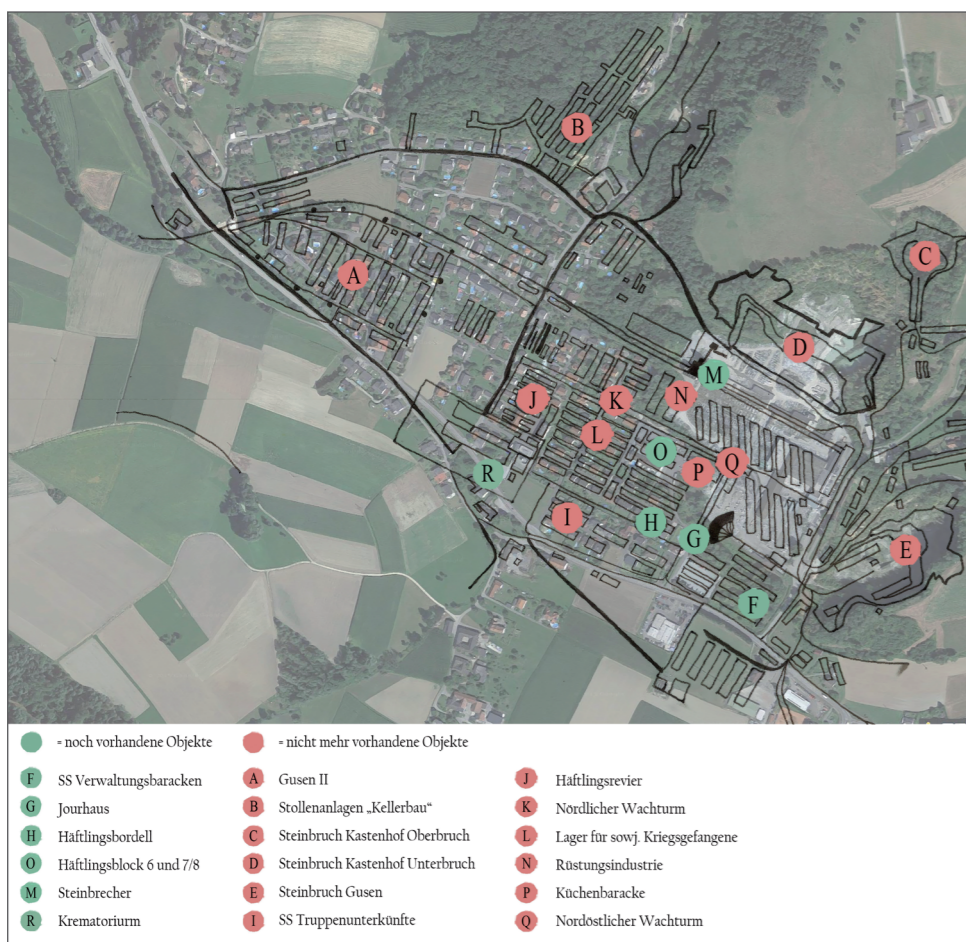 B
C
A
D
M
J
K
N
L
O
P
Q
R
I
H
G
E
F
= noch vorhandene Objekte
= nicht mehr vorhandene Objekte
F SS Verwaltungsbaracken
G Jourhaus
H Häftlingsbordell
O Häftlingsblock 6 und 7/8
M Steinbrecher
R Krematoriurm
A Gusen II
B Stollenanlagen „Kellerbau“
C Steinbruch Kastenhof Oberbruch
D Steinbruch Kastenhof Unterbruch
E Steinbruch Gusen
I SS Truppenunterkünfte
J Häftlingsrevier
K Nördlicher Wachturm
L Lager für sowj. Kriegsgefangene
N Rüstungsindustrie
P Küchenbaracke
Q Nordöstlicher Wachturm